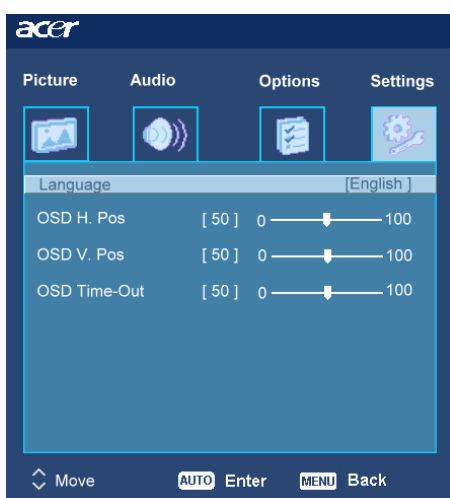 acer
Picture Audio Options Settings
Language [English ]
OSD H. Pos [ 50 ] 0 100
OSD V. Pos [ 50 ] 0 100
OSD Time-Out [ 50 ] 0 100
Move AUTO Enter MENU Back